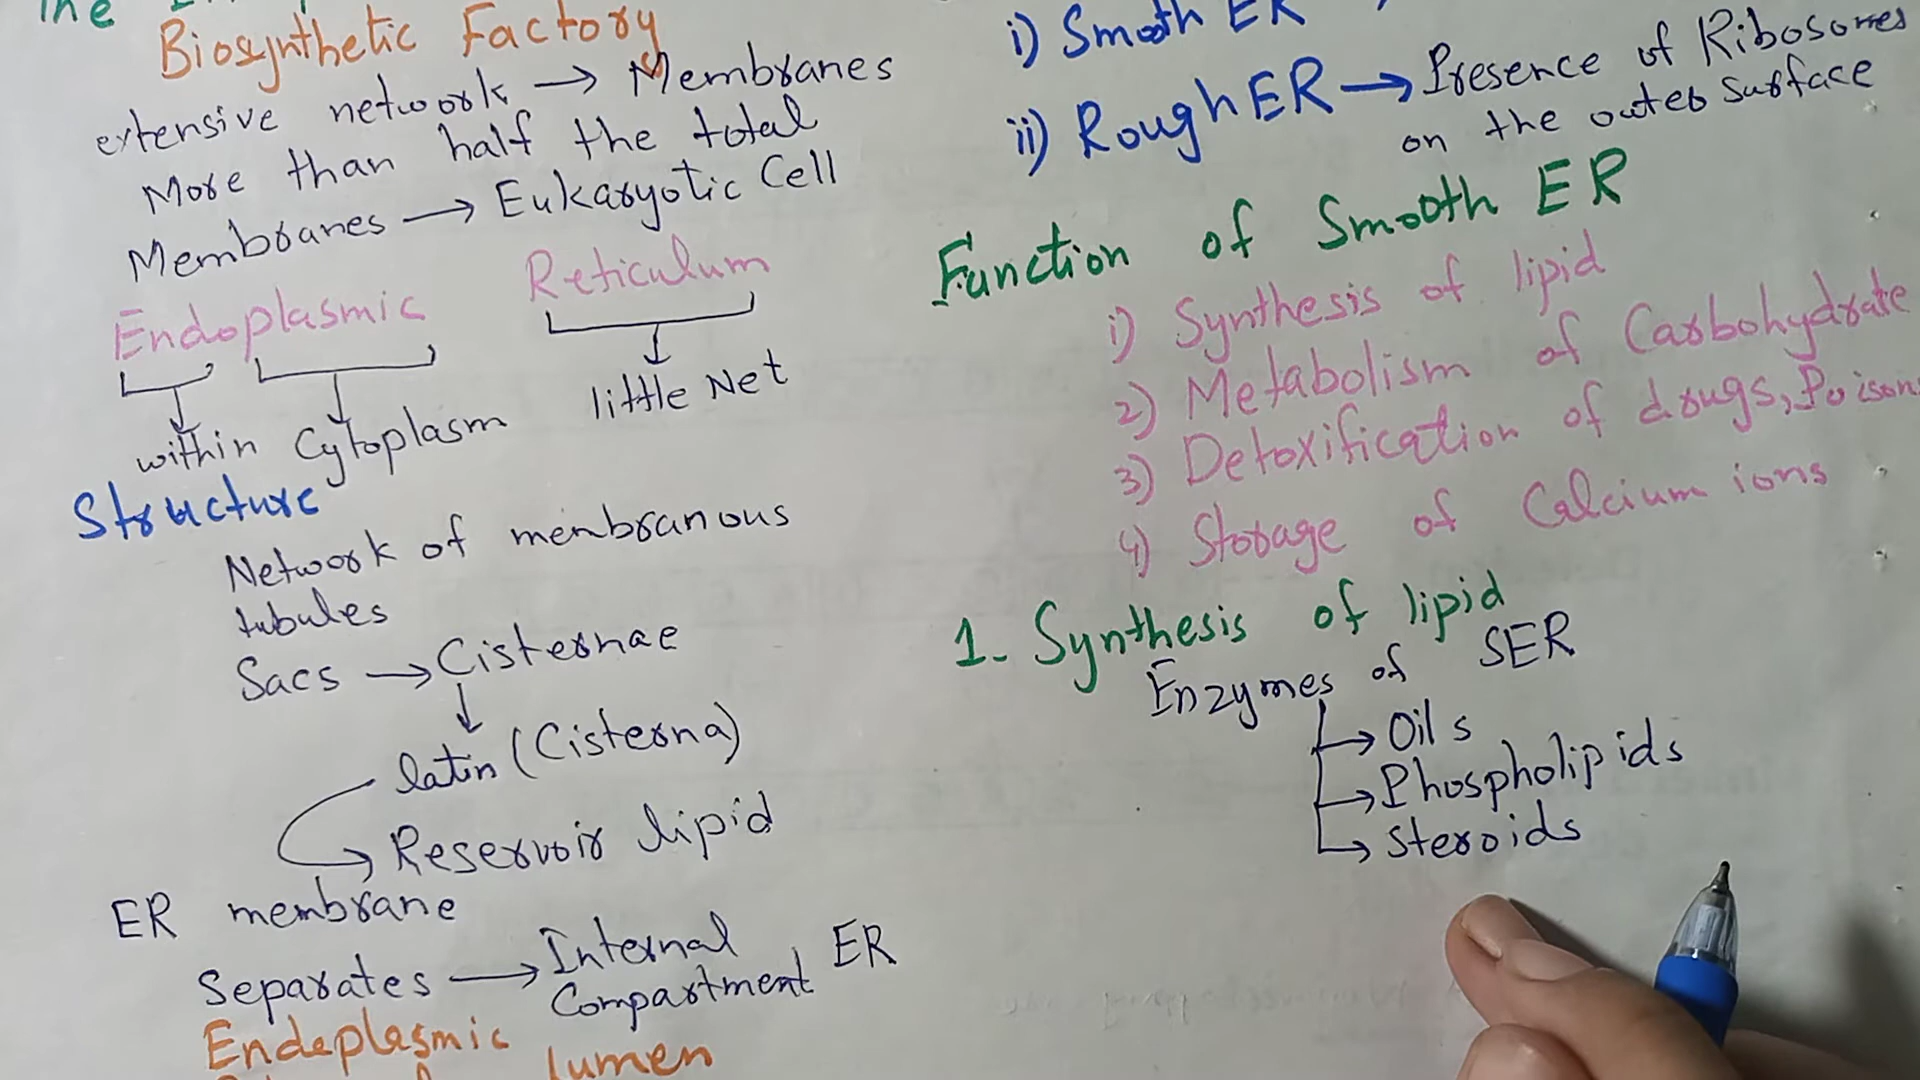 The
Biosynthetic Factory
extensive network → Membranes
More than half the total
Membranes → Eukaryotic Cell
Endoplasmic Reticulum
within Cytoplasm little Net
Structure
Network of membranous
tubules
Sacs → Cisternae
latin (Cisterna)
Reservoir lipid
ER membrane
Separates → Internal
Compartment ER
Endoplasmic
lumen
i) Smooth ER
ii) Rough ER → Presence of Ribosomes
on the outer surface
Function of Smooth ER
1) Synthesis of lipid
2) Metabolism of Carbohydrate
3) Detoxification of drugs, Poisons
4) Storage of Calcium ions
1- Synthesis of lipid
Enzymes of SER
→ Oils
→ Phospholipids
→ Steroids